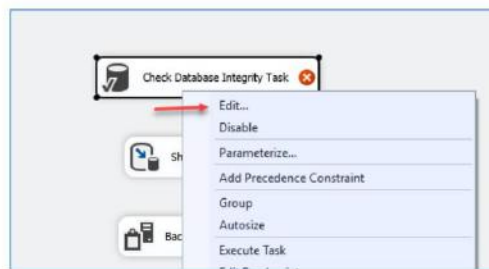 Check Database Integrity Task
Edit...
Disable
Sh
Parameterize...
Add Precedence Constraint
Group
Bac
Autosize
Execute Task